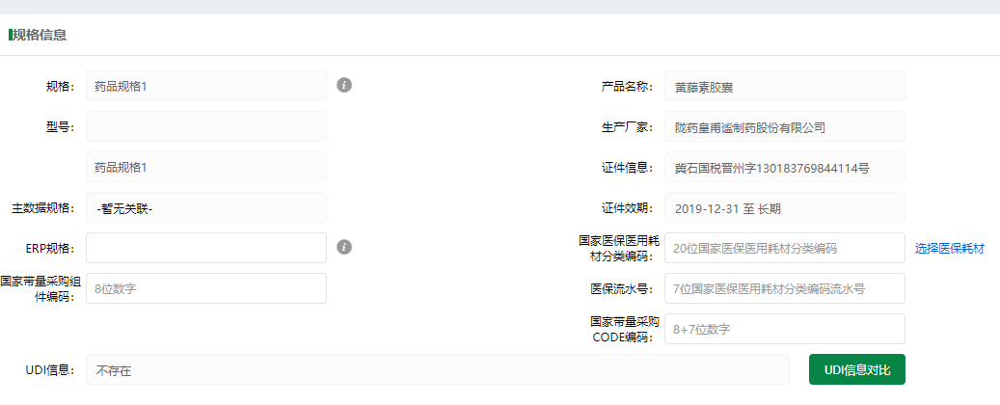 规格信息
规格： 药品规格1 产品名称： 黄藤素胶囊
型号： 生产厂家： 陇药皇甫谧制药股份有限公司
药品规格1 证件信息： 冀石国税晋州字130183769844114号
主数据规格： -暂无关联- 证件效期： 2019-12-31 至 长期
ERP规格： 国家医保医用耗
材分类编码： 20位国家医保医用耗材分类编码 选择医保耗材
国家带量采购组
件编码： 8位数字 医保流水号： 7位国家医保医用耗材分类编码流水号
国家带量采购
CODE编码： 8+7位数字
UDI信息： 不存在 UDI信息对比